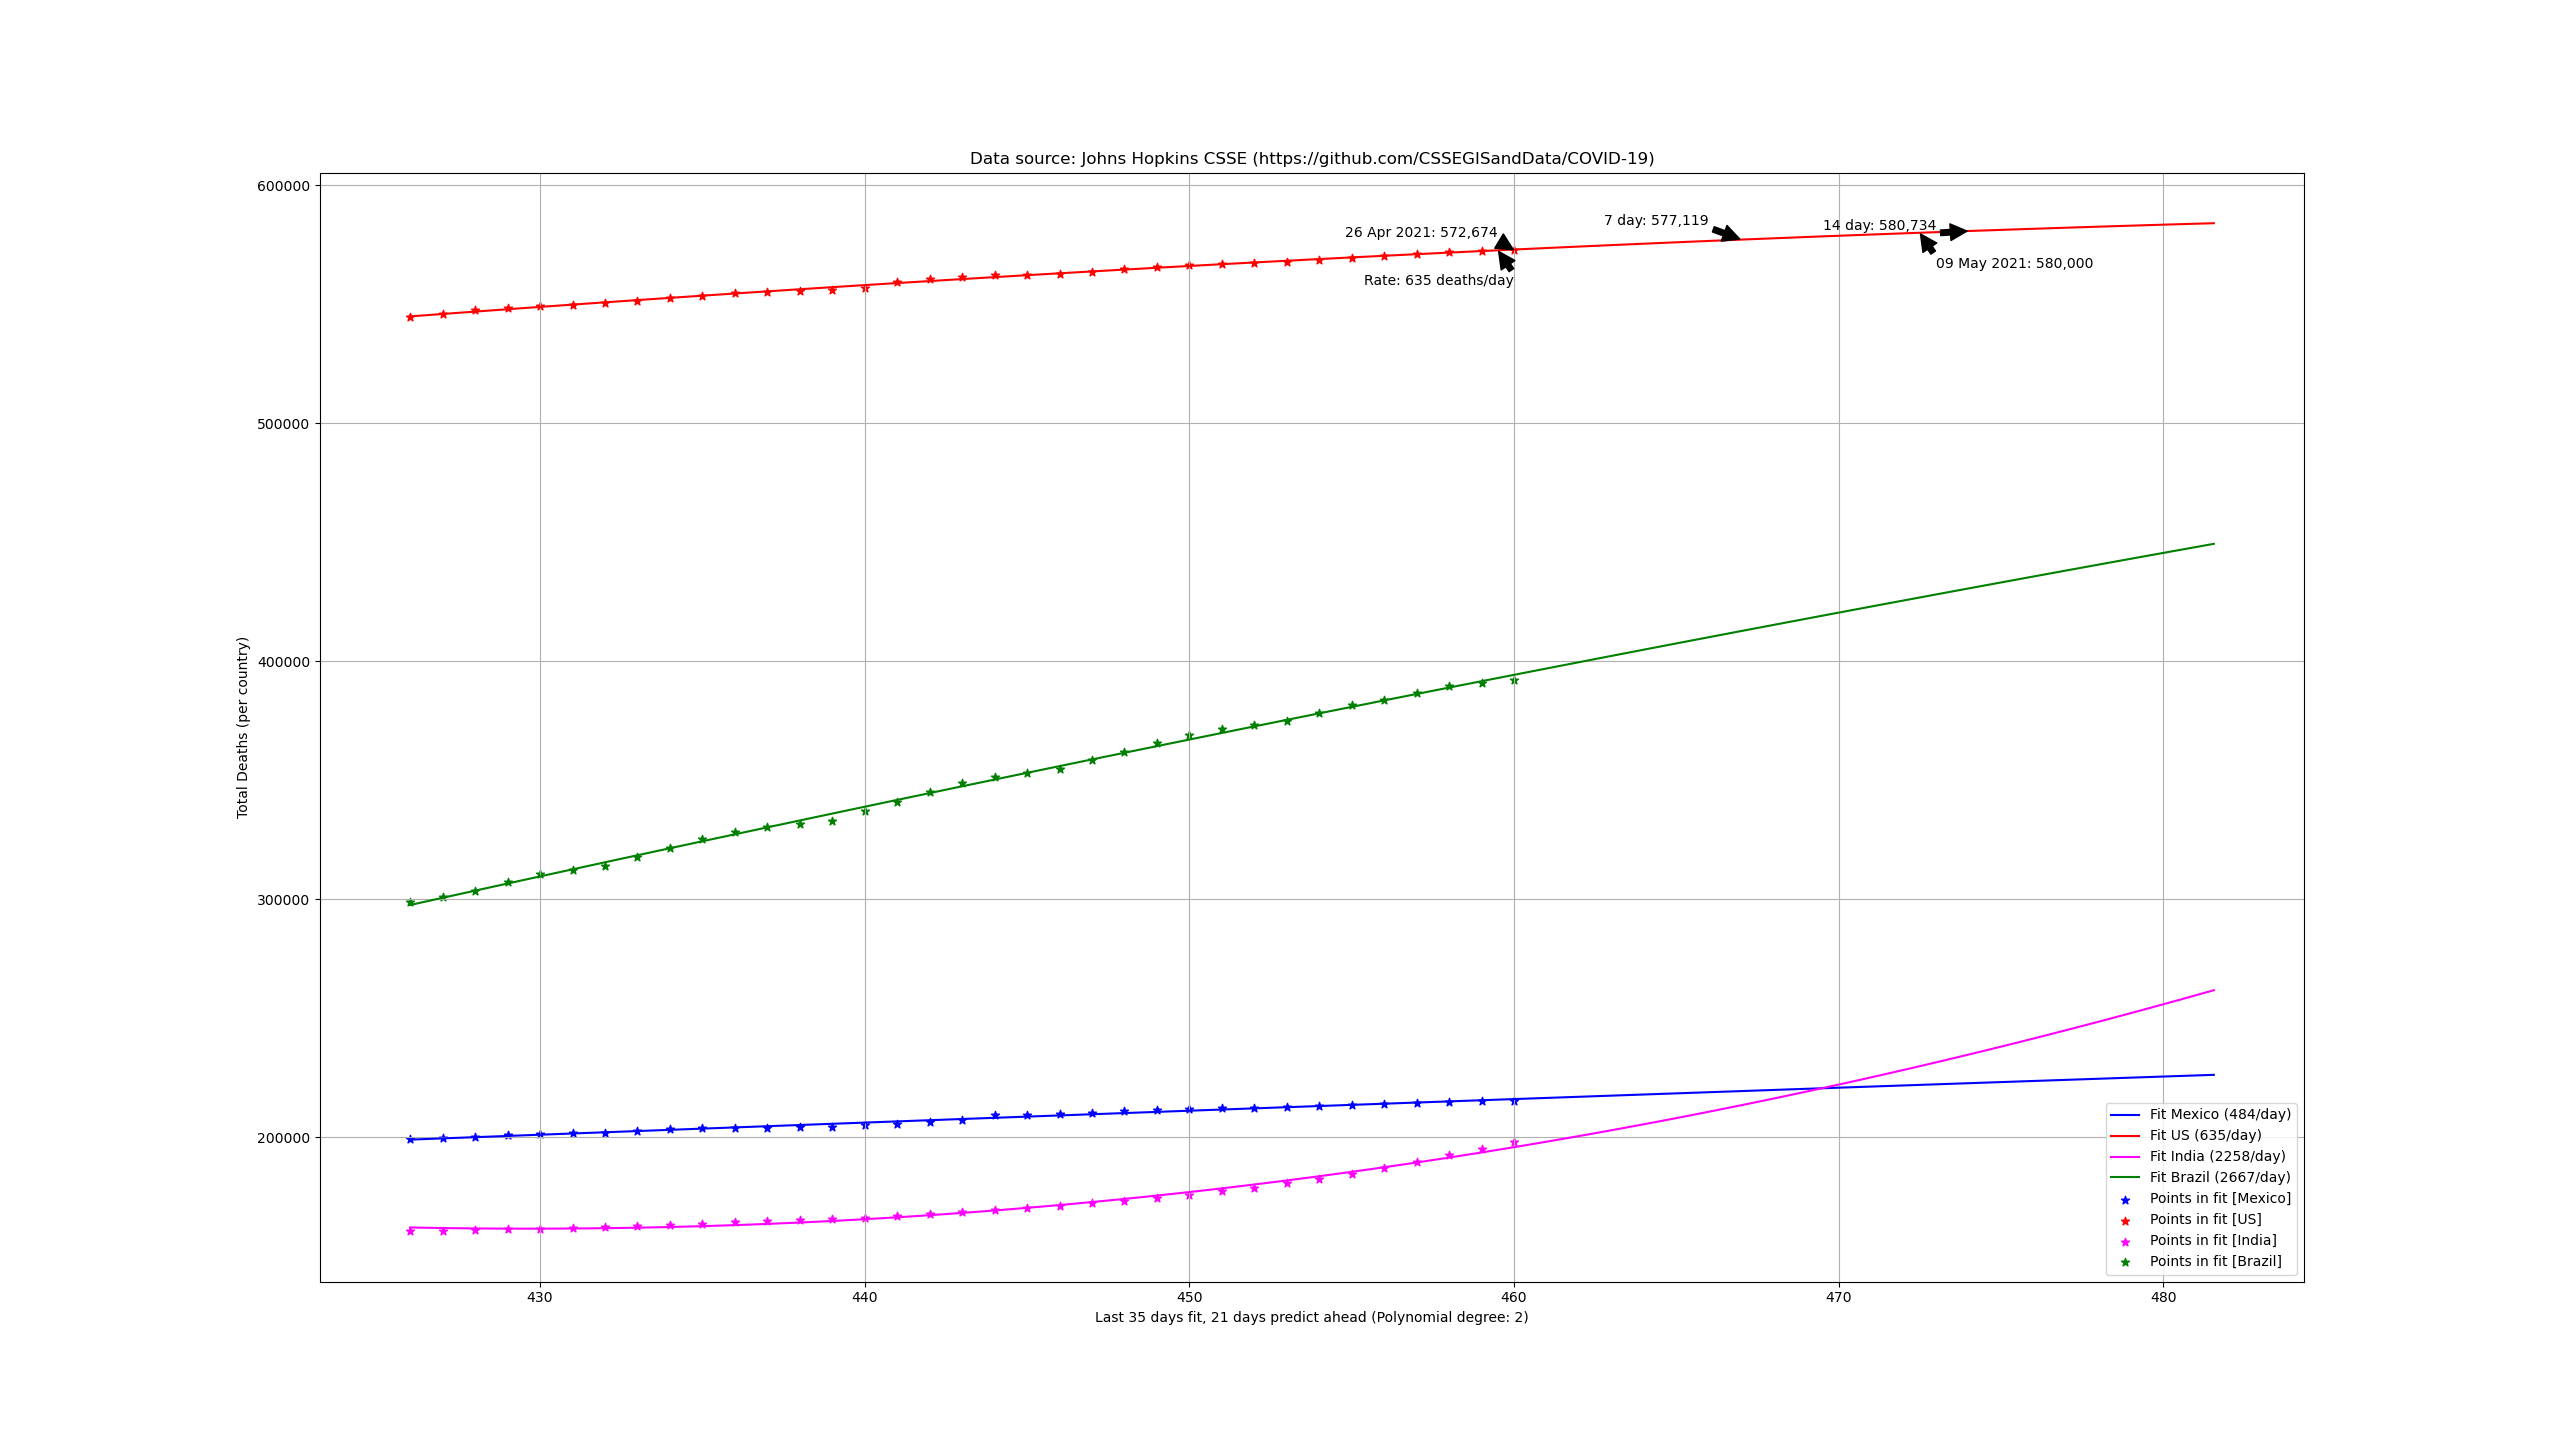 Data source: Johns Hopkins CSSE (https://github.com/CSSEGISandData/COVID-19)
600000
500000
400000
300000
200000
Total Deaths (per country)
26 Apr 2021: 572,674
Rate: 635 deaths/day
7 day: 577,119
14 day: 580,734
09 May 2021: 580,000
Fit Mexico (484/day)
Fit US (635/day)
Fit India (2258/day)
Fit Brazil (2667/day)
Points in fit [Mexico]
Points in fit [US]
Points in fit [India]
Points in fit [Brazil]
430 440 450 460 470 480
Last 35 days fit, 21 days predict ahead (Polynomial degree: 2)